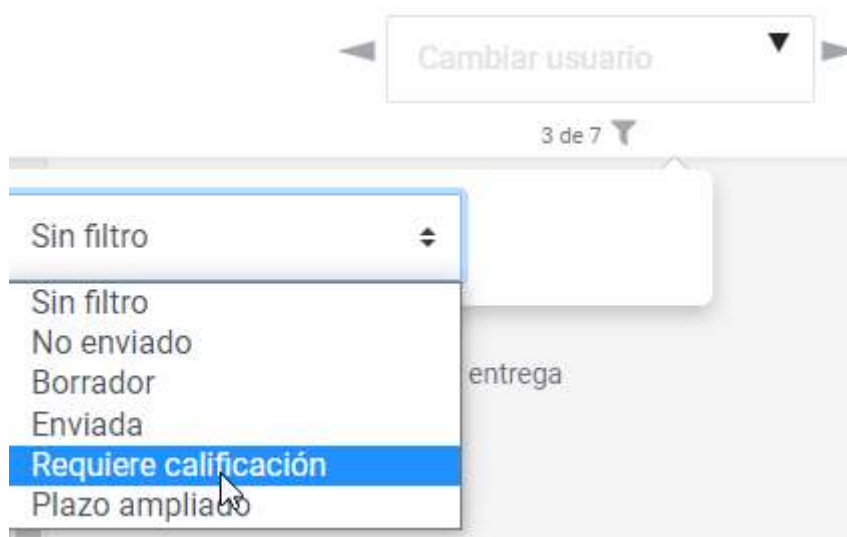 Cambiar usuario
3 de 7
Sin filtro
Sin filtro
No enviado
Borrador
entrega
Enviada
Requiere calificación
Plazo ampliado